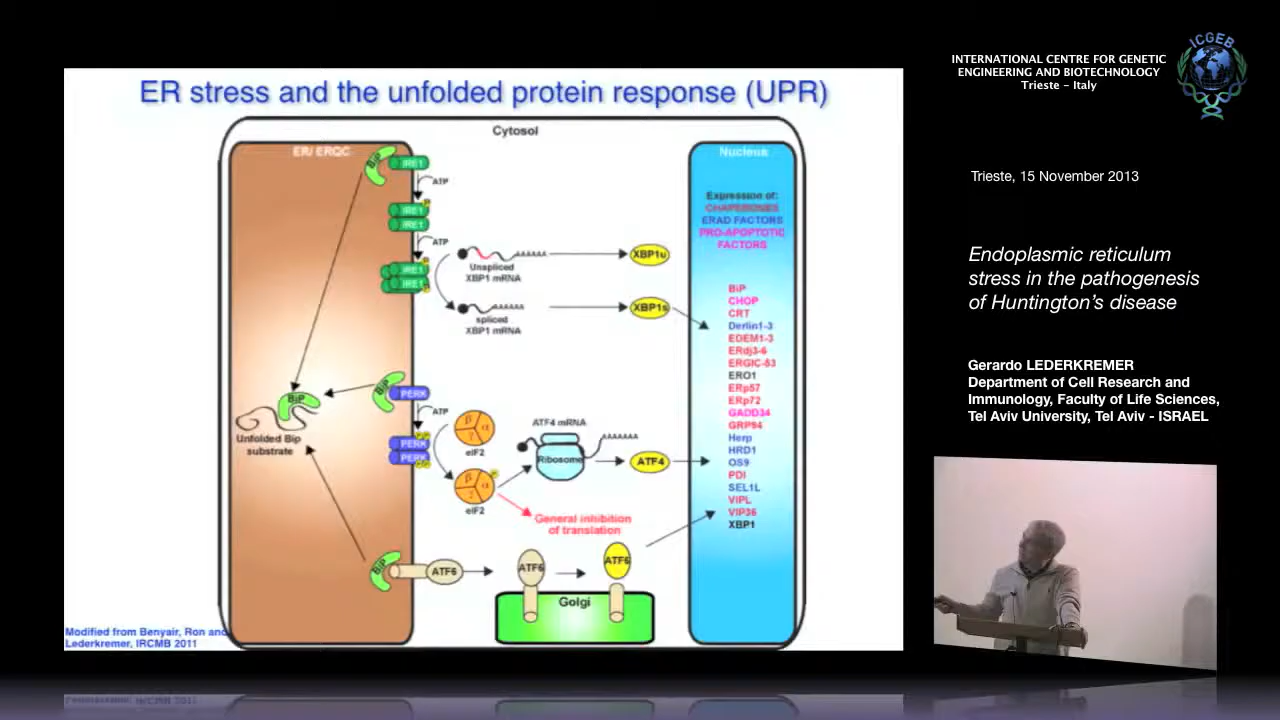 ER stress and the unfolded protein response (UPR)
Cytosol
ER/ ERQC
Nucleus
BiP
IRE1
ATP
P
IRE1
IRE1
ATP
P
IRE1
IRE1
P
Unspliced
XBP1 mRNA
AAAAAA
XBP1u
spliced
XBP1 mRNA
AAAAAA
XBP1s
BiP
Unfolded Bip
substrate
BiP
PERK
ATP
PERK
PERK
β
α
γ
eIF2
β
α
γ
P
eIF2
ATF4 mRNA
AAAAAAA
Ribosome
ATF4
General inhibition
of translation
BiP
ATF6
ATF6
ATF6
Golgi
Expression of:
CHAPERONES
ERAD FACTORS
PRO-APOPTOTIC
FACTORS
BiP
CHOP
CRT
Derlin1-3
EDEM1-3
ERdj3-6
ERGIC-53
ERO1
ERp57
ERp72
GADD34
GRP94
Herp
HRD1
OS9
PDI
SEL1L
VIPL
VIP36
XBP1
Modified from Benyair, Ron and
Lederkremer, IRCMB 2011
INTERNATIONAL CENTRE FOR GENETIC
ENGINEERING AND BIOTECHNOLOGY
Trieste - Italy
ICGEB
Trieste, 15 November 2013
Endoplasmic reticulum
stress in the pathogenesis
of Huntington's disease
Gerardo LEDERKREMER
Department of Cell Research and
Immunology, Faculty of Life Sciences,
Tel Aviv University, Tel Aviv - ISRAEL